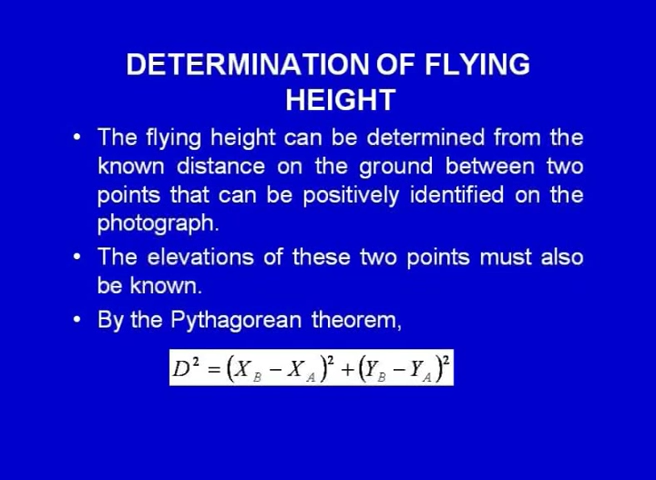 DETERMINATION OF FLYING
HEIGHT
• The flying height can be determined from the
known distance on the ground between two
points that can be positively identified on the
photograph.
• The elevations of these two points must also
be known.
• By the Pythagorean theorem,
D² = (X_B − X_A)² + (Y_B − Y_A)²